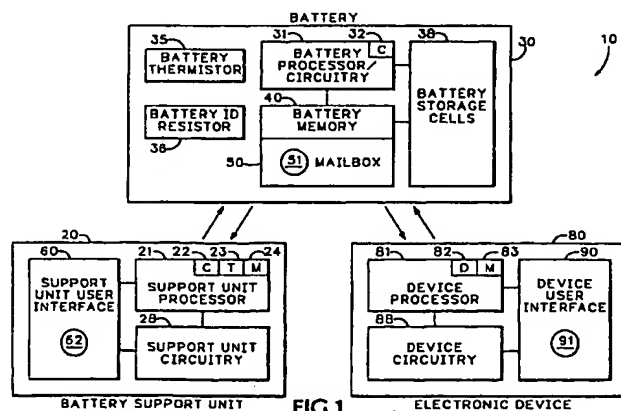 BATTERY
35
31
32
38
30
10
BATTERY
THERMISTOR
BATTERY
PROCESSOR
CIRCUITRY
C
BATTERY
STORAGE
CELLS
40
BATTERY ID
RESISTOR
36
BATTERY
MEMORY
50
51 MAILBOX
20
60
21
22
23
24
C T M
SUPPORT
UNIT USER
INTERFACE
62
SUPPORT UNIT
PROCESSOR
28
SUPPORT UNIT
CIRCUITRY
BATTERY SUPPORT UNIT
80
81
82
83
90
D M
DEVICE
PROCESSOR
88
DEVICE
CIRCUITRY
DEVICE USER
INTERFACE
91
ELECTRONIC DEVICE
FIG.1